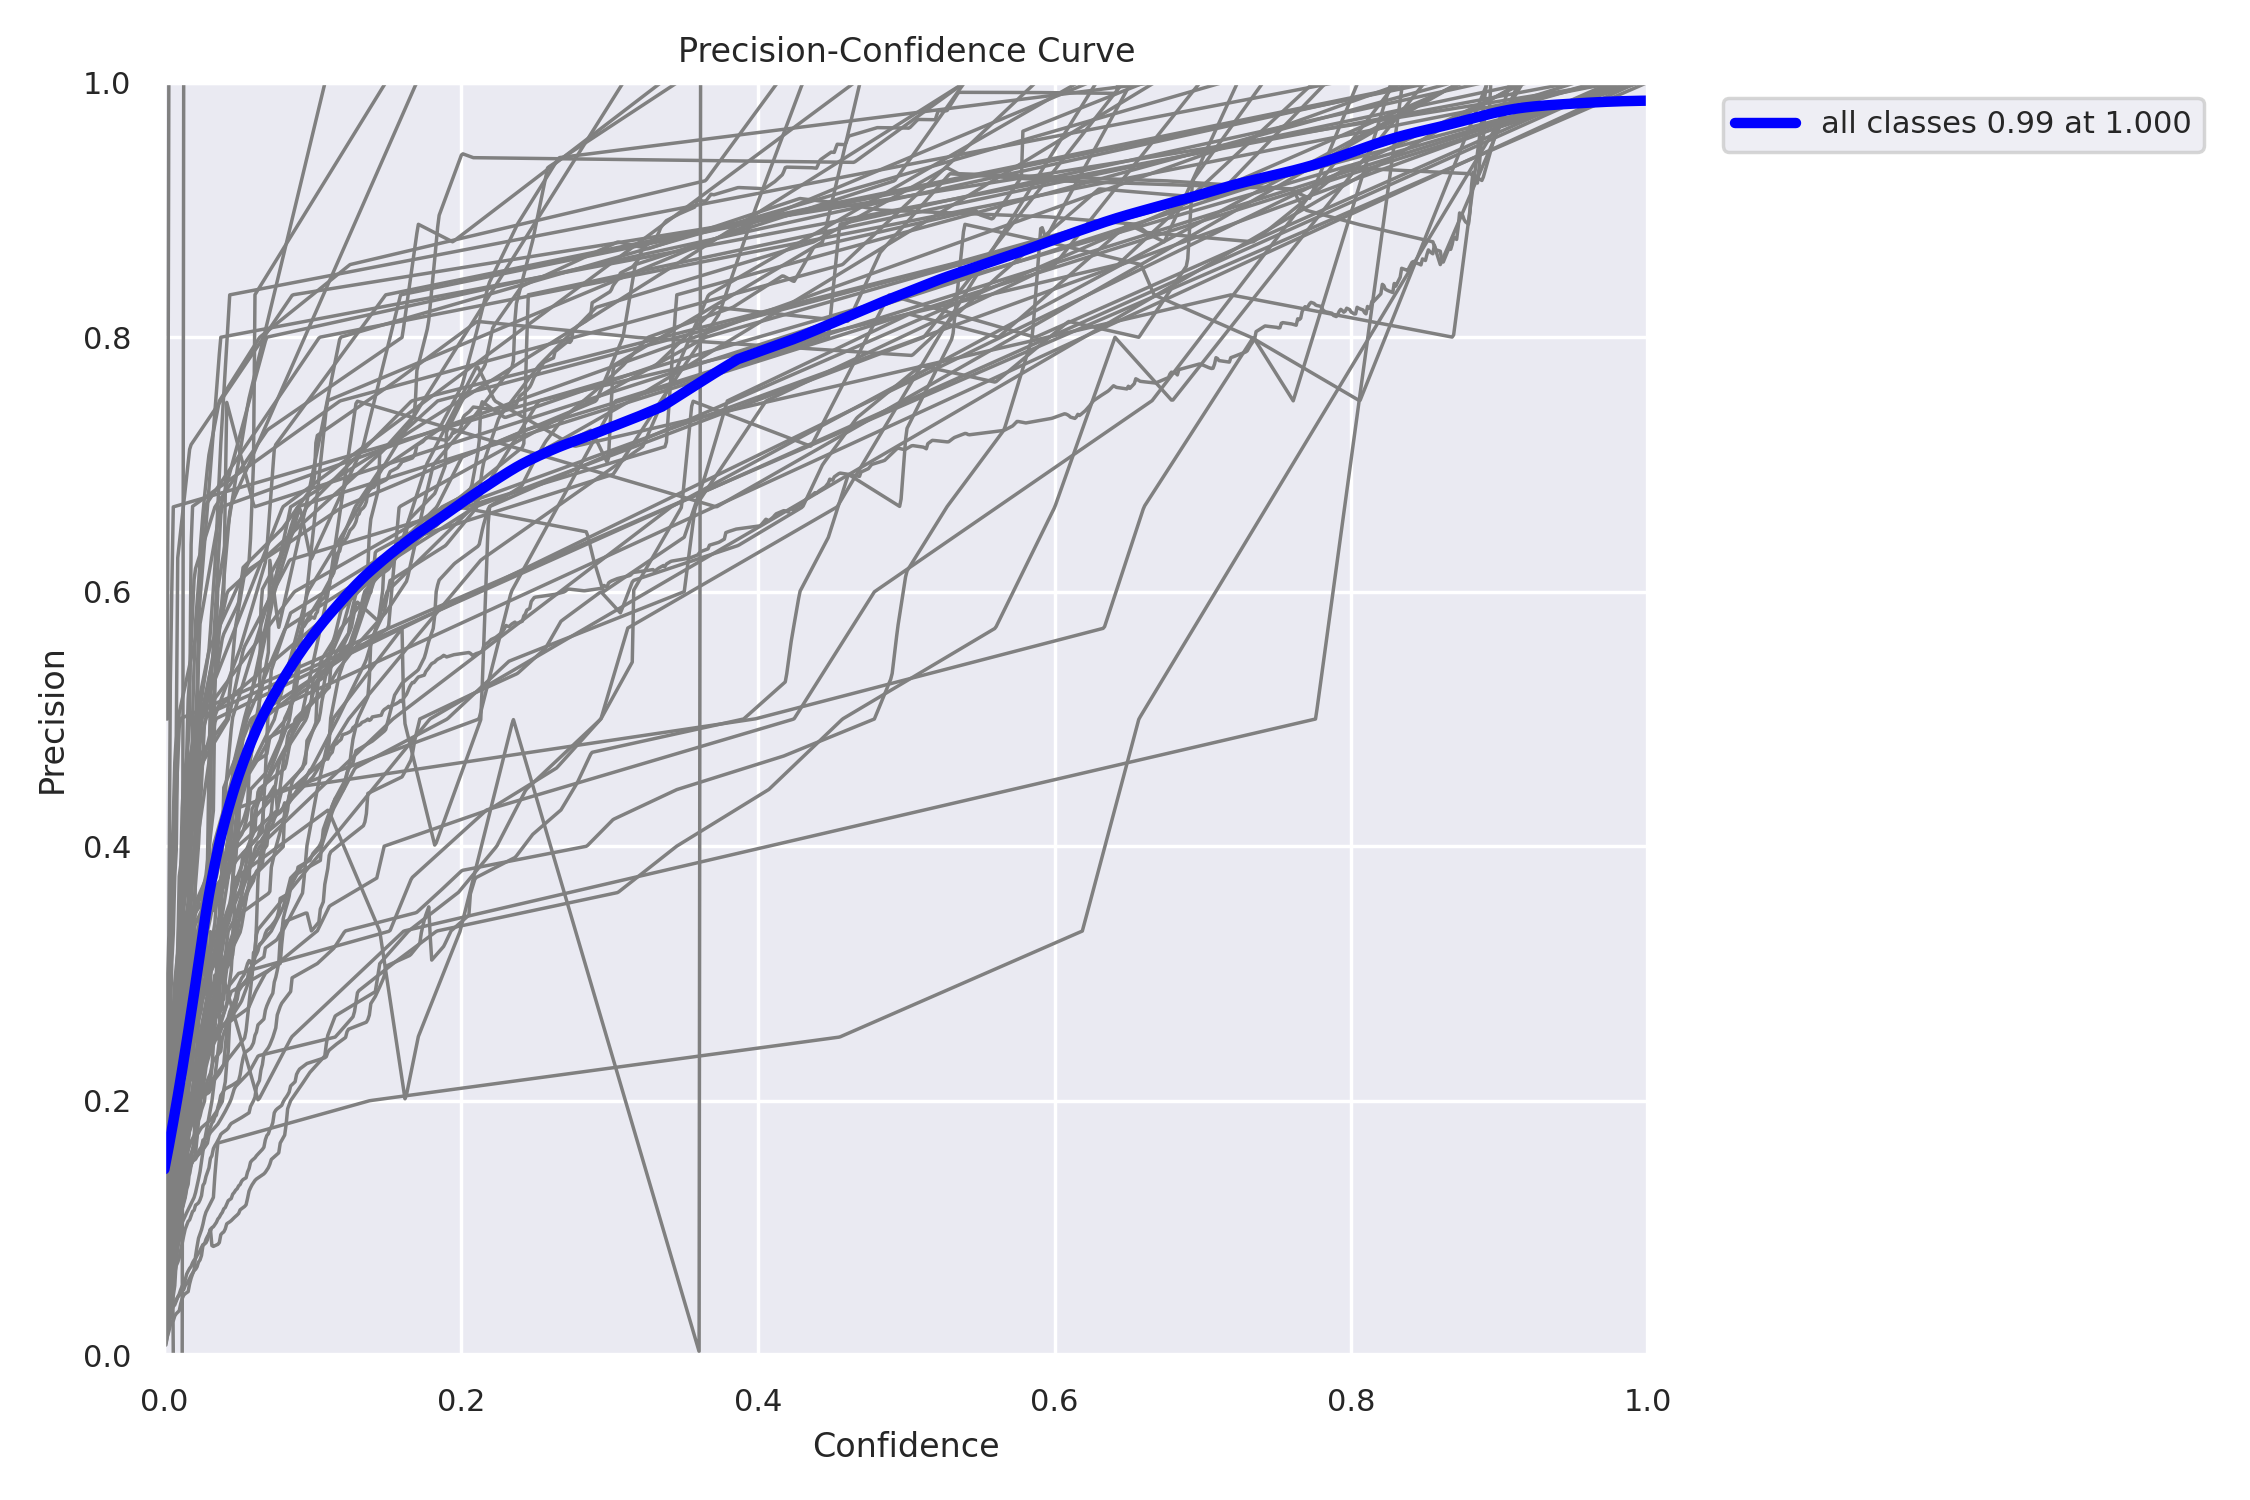 Precision-Confidence Curve
1.0
0.8
0.6
0.4
0.2
0.0
Precision
0.0 0.2 0.4 0.6 0.8 1.0
Confidence
all classes 0.99 at 1.000